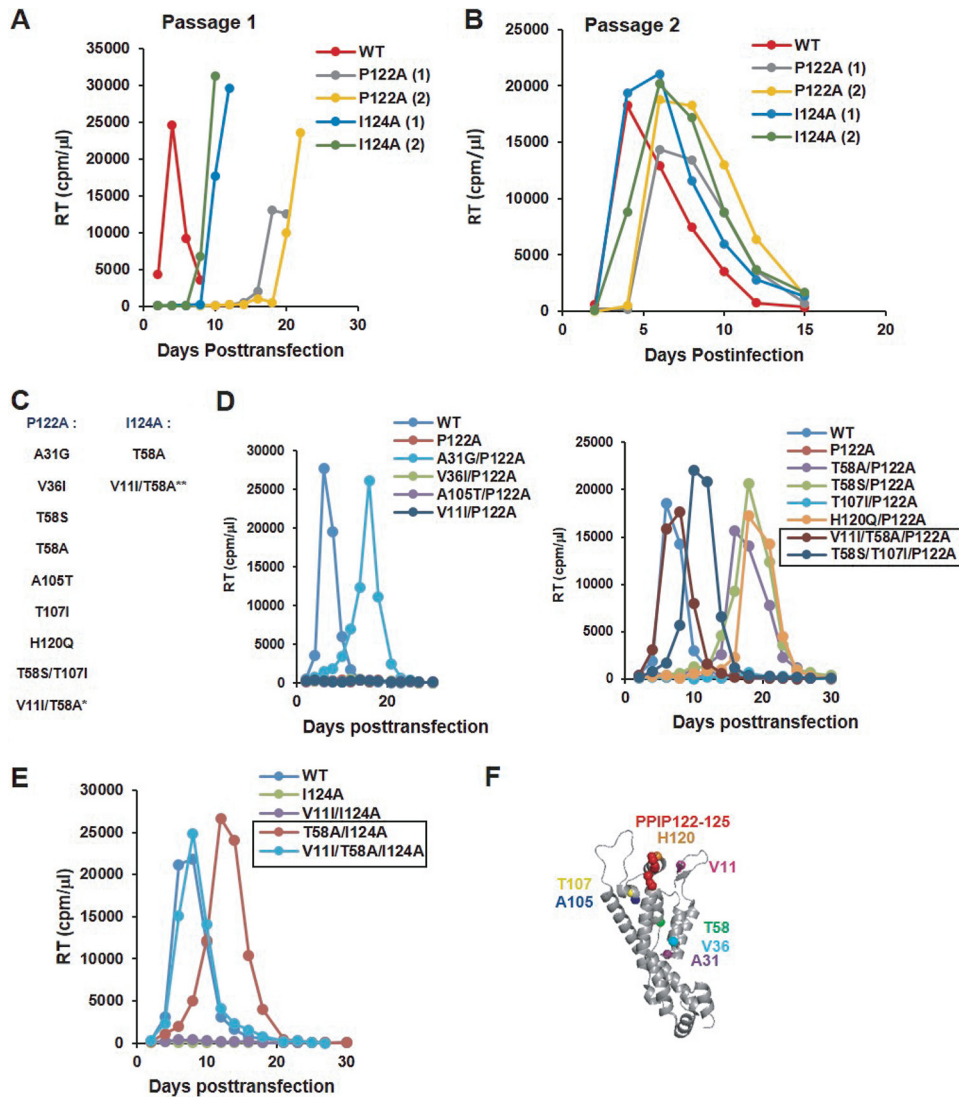 A
Passage 1
35000
30000
25000
20000
15000
10000
5000
0
0 10 20 30
RT (cpm/µl)
Days Posttransfection
WT
P122A (1)
P122A (2)
I124A (1)
I124A (2)
B
Passage 2
25000
20000
15000
10000
5000
0
0 5 10 15 20
RT (cpm/µl)
Days Postinfection
WT
P122A (1)
P122A (2)
I124A (1)
I124A (2)
C
P122A : I124A :
A31G T58A
V36I V11I/T58A**
T58S
T58A
A105T
T107I
H120Q
T58S/T107I
V11I/T58A*
D
WT
P122A
A31G/P122A
V36I/P122A
A105T/P122A
V11I/P122A
30000
25000
20000
15000
10000
5000
0
0 20
RT (cpm/µl)
Days posttransfection
WT
P122A
T58A/P122A
T58S/P122A
T107I/P122A
H120Q/P122A
V11I/T58A/P122A
T58S/T107I/P122A
25000
20000
15000
10000
5000
0
0 10 20 30
RT (cpm/µl)
Days posttransfection
E
WT
I124A
V11I/I124A
T58A/I124A
V11I/T58A/I124A
30000
25000
20000
15000
10000
5000
0
0 10 20 30
RT (cpm/µl)
Days posttransfection
F
PPIP122-125
H120
V11
T107
A105
T58
V36
A31